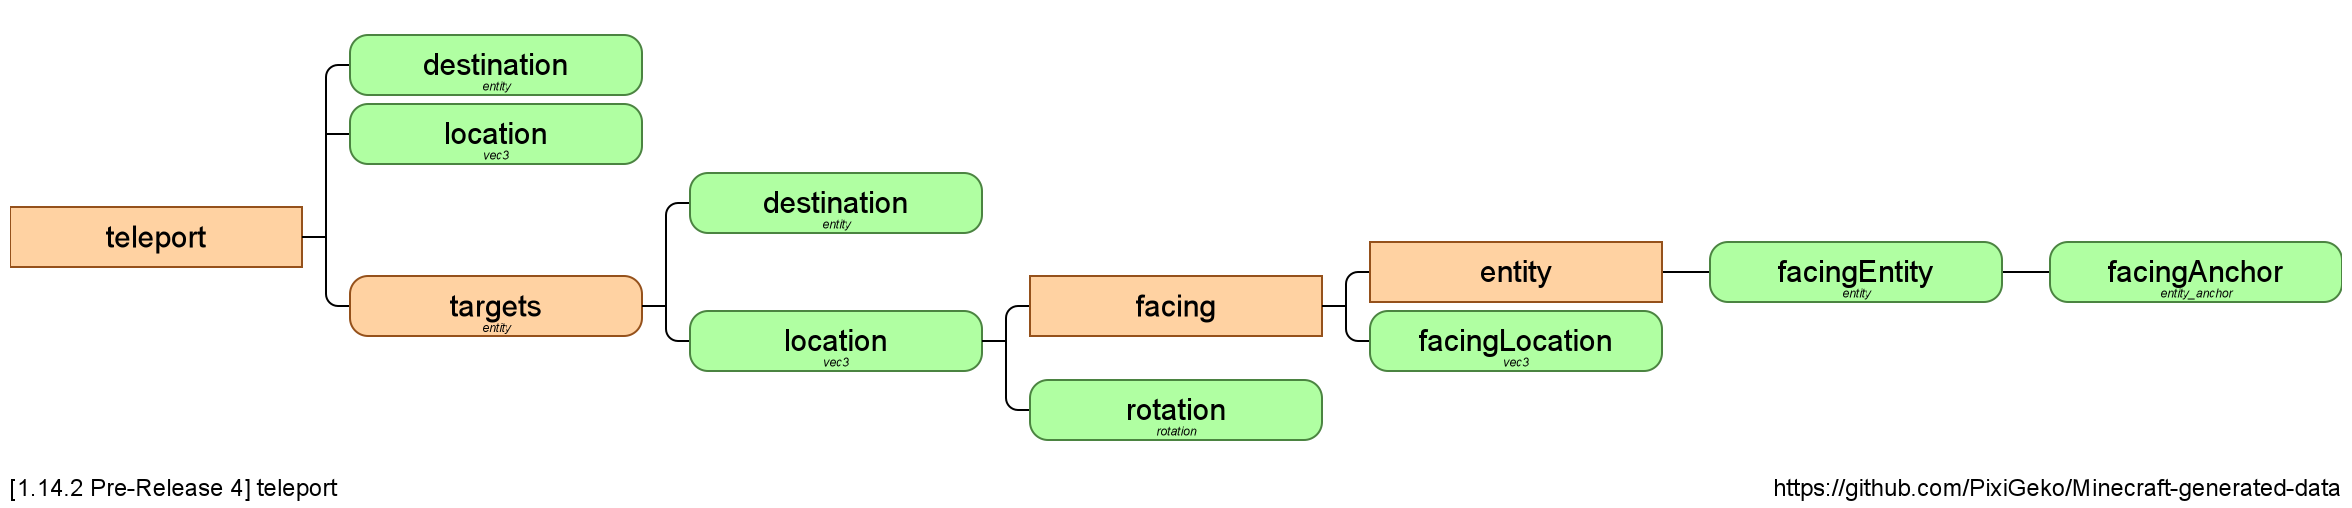 destination
entity
location
vec3
teleport
targets
entity
destination
entity
location
vec3
facing
rotation
rotation
entity
facingLocation
vec3
facingEntity
entity
facingAnchor
entity_anchor
[1.14.2 Pre-Release 4] teleport
https://github.com/PixiGeko/Minecraft-generated-data